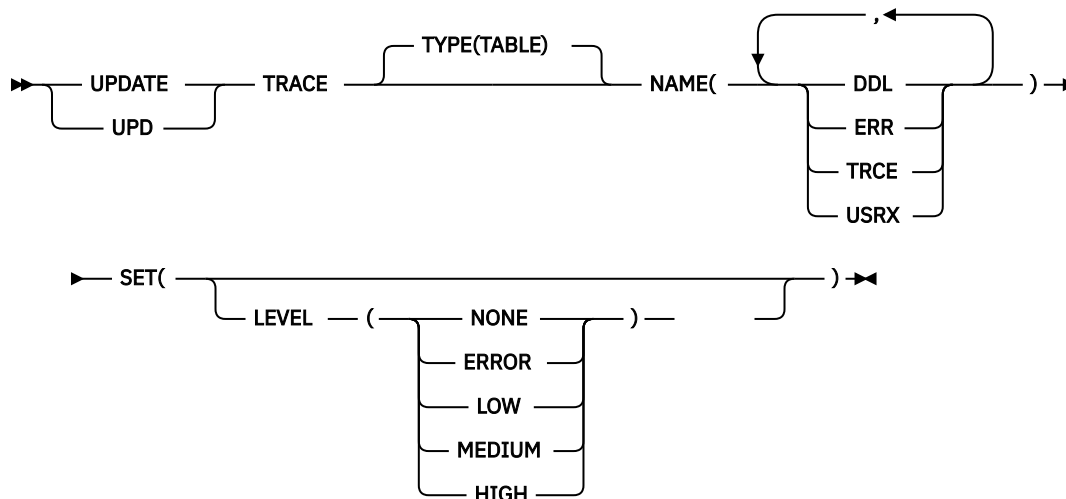 ,
TYPE(TABLE)
UPDATE TRACE NAME( DDL )
UPD ERR
TRCE
USRX
SET( )
LEVEL ( NONE )
ERROR
LOW
MEDIUM
HIGH